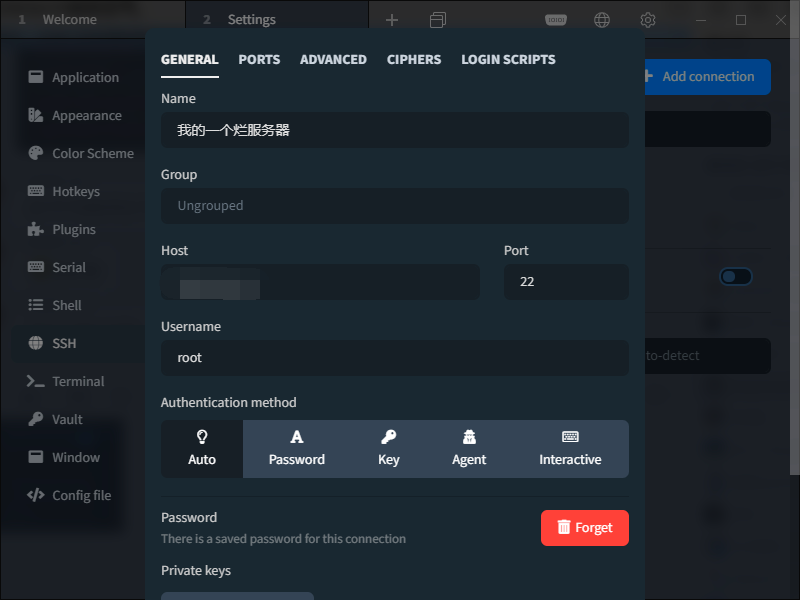 1 Welcome 2 Settings
GENERAL PORTS ADVANCED CIPHERS LOGIN SCRIPTS
Application
Appearance
Color Scheme
Hotkeys
Plugins
Serial
Shell
SSH
Terminal
Vault
Window
Config file
Name
我的一个烂服务器
Group
Ungrouped
Host Port
22
Username
root
Authentication method
Auto Password Key Agent Interactive
Password
There is a saved password for this connection
Forget
Private keys
Add connection
to-detect